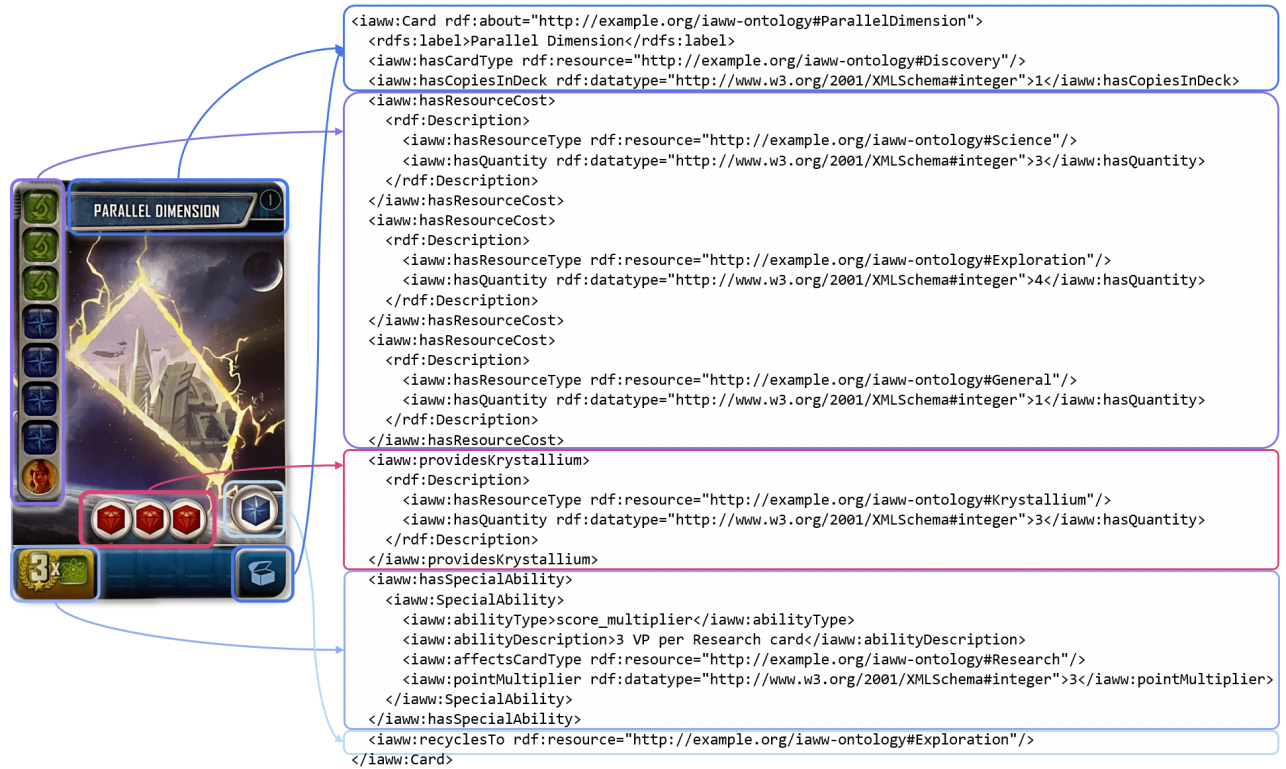 <iaww:Card rdf:about="http://example.org/iaww-ontology#ParallelDimension">
<rdfs:label>Parallel Dimension</rdfs:label>
<iaww:hasCardType rdf:resource="http://example.org/iaww-ontology#Discovery"/>
<iaww:hasCopiesInDeck rdf:datatype="http://www.w3.org/2001/XMLSchema#integer">1</iaww:hasCopiesInDeck>
<iaww:hasResourceCost>
<rdf:Description>
<iaww:hasResourceType rdf:resource="http://example.org/iaww-ontology#Science"/>
<iaww:hasQuantity rdf:datatype="http://www.w3.org/2001/XMLSchema#integer">3</iaww:hasQuantity>
</rdf:Description>
</iaww:hasResourceCost>
<iaww:hasResourceCost>
<rdf:Description>
<iaww:hasResourceType rdf:resource="http://example.org/iaww-ontology#Exploration"/>
<iaww:hasQuantity rdf:datatype="http://www.w3.org/2001/XMLSchema#integer">4</iaww:hasQuantity>
</rdf:Description>
</iaww:hasResourceCost>
<iaww:hasResourceCost>
<rdf:Description>
<iaww:hasResourceType rdf:resource="http://example.org/iaww-ontology#General"/>
<iaww:hasQuantity rdf:datatype="http://www.w3.org/2001/XMLSchema#integer">1</iaww:hasQuantity>
</rdf:Description>
</iaww:hasResourceCost>
<iaww:providesKrystallium>
<rdf:Description>
<iaww:hasResourceType rdf:resource="http://example.org/iaww-ontology#Krystallium"/>
<iaww:hasQuantity rdf:datatype="http://www.w3.org/2001/XMLSchema#integer">3</iaww:hasQuantity>
</rdf:Description>
</iaww:providesKrystallium>
<iaww:hasSpecialAbility>
<iaww:SpecialAbility>
<iaww:abilityType>score_multiplier</iaww:abilityType>
<iaww:abilityDescription>3 VP per Research card</iaww:abilityDescription>
<iaww:affectsCardType rdf:resource="http://example.org/iaww-ontology#Research"/>
<iaww:pointMultiplier rdf:datatype="http://www.w3.org/2001/XMLSchema#integer">3</iaww:pointMultiplier>
</iaww:SpecialAbility>
</iaww:hasSpecialAbility>
<iaww:recyclesTo rdf:resource="http://example.org/iaww-ontology#Exploration"/>
</iaww:Card>
PARALLEL DIMENSION
1
3x